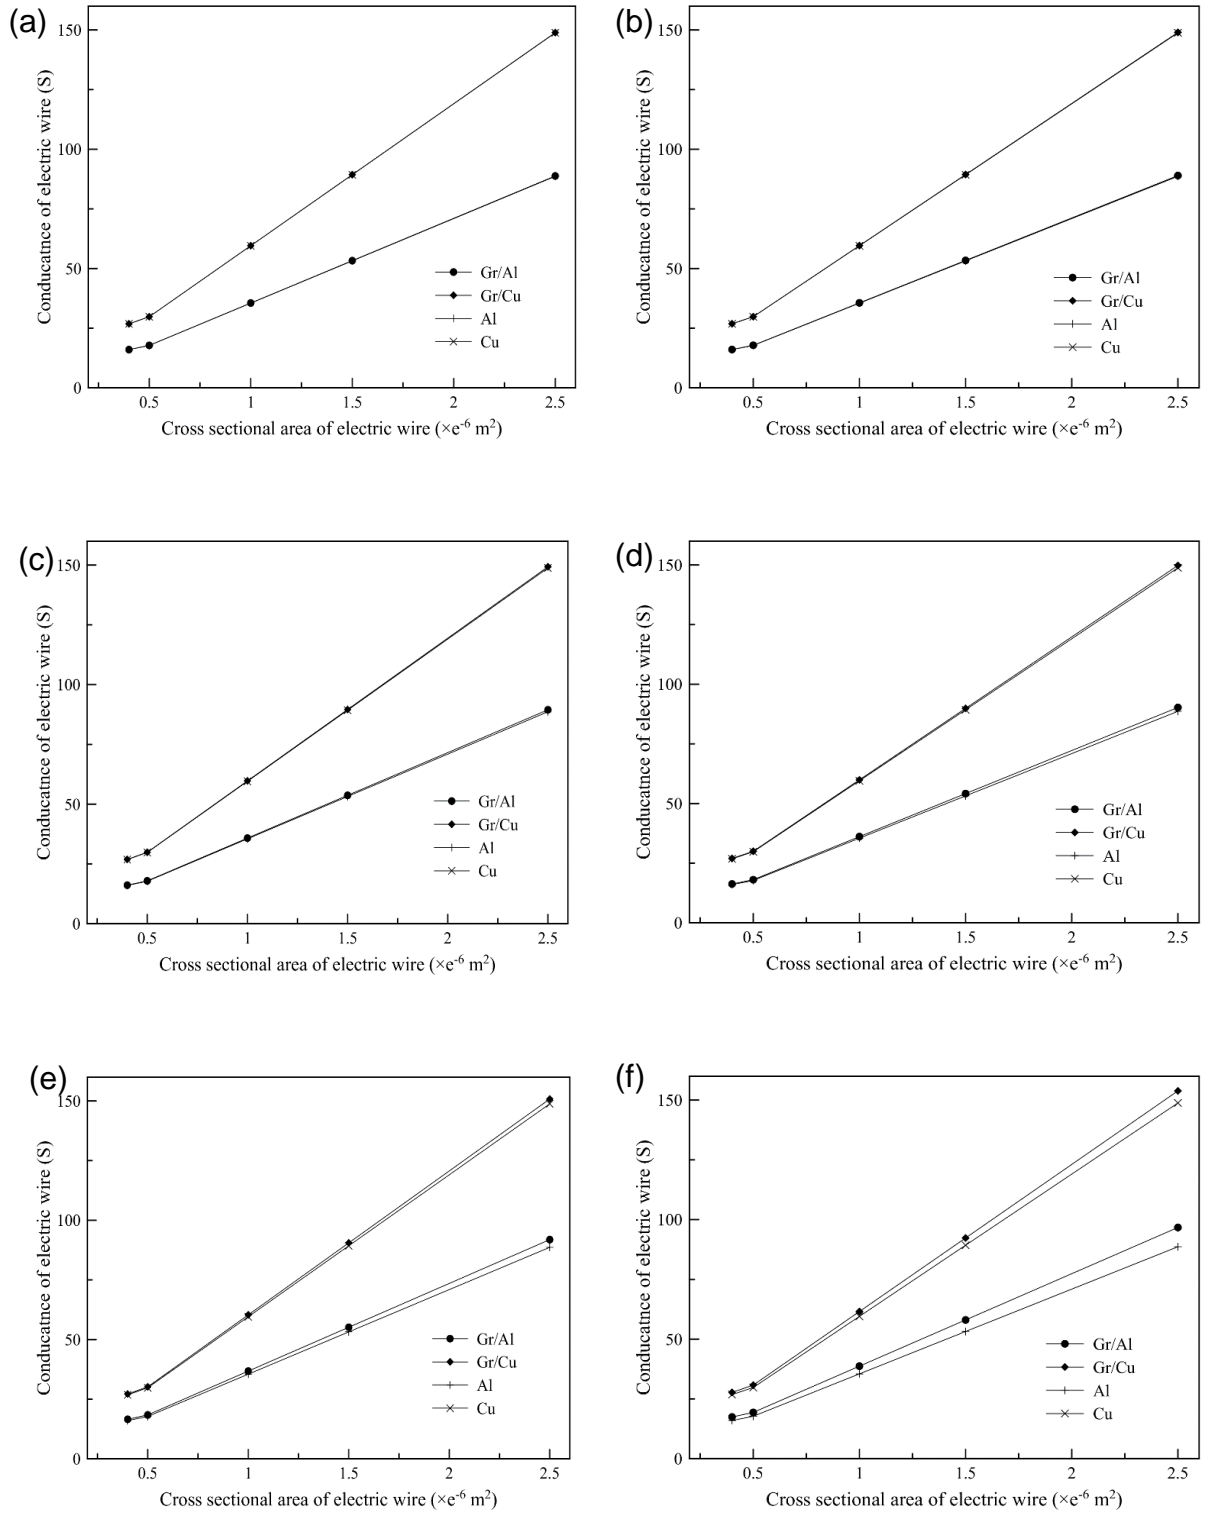 (a)
Conducatnce of electric wire (S)
150
100
50
0
0.5 1 1.5 2 2.5
Cross sectional area of electric wire (×e⁻⁶ m²)
Gr/Al
Gr/Cu
Al
Cu
(b)
Conducatnce of electric wire (S)
150
100
50
0
0.5 1 1.5 2 2.5
Cross sectional area of electric wire (×e⁻⁶ m²)
Gr/Al
Gr/Cu
Al
Cu
(c)
Conducatnce of electric wire (S)
150
100
50
0
0.5 1 1.5 2 2.5
Cross sectional area of electric wire (×e⁻⁶ m²)
Gr/Al
Gr/Cu
Al
Cu
(d)
Conducatnce of electric wire (S)
150
100
50
0
0.5 1 1.5 2 2.5
Cross sectional area of electric wire (×e⁻⁶ m²)
Gr/Al
Gr/Cu
Al
Cu
(e)
Conducatnce of electric wire (S)
150
100
50
0
0.5 1 1.5 2 2.5
Cross sectional area of electric wire (×e⁻⁶ m²)
Gr/Al
Gr/Cu
Al
Cu
(f)
Conducatnce of electric wire (S)
150
100
50
0
0.5 1 1.5 2 2.5
Cross sectional area of electric wire (×e⁻⁶ m²)
Gr/Al
Gr/Cu
Al
Cu